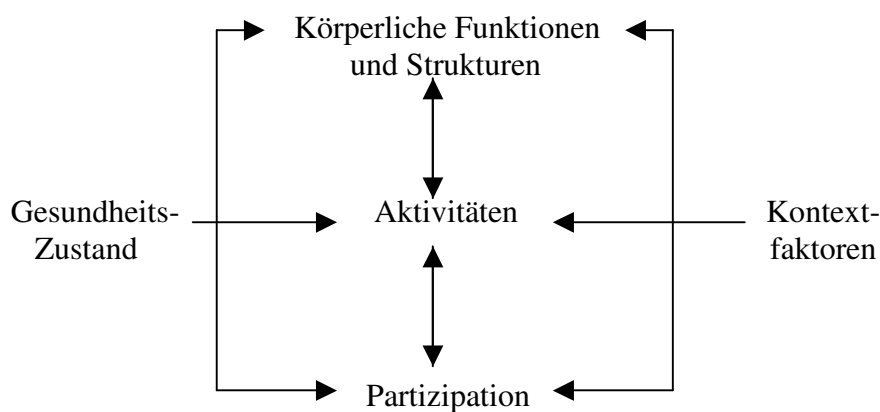 Körperliche Funktionen
und Strukturen
Gesundheits-
Zustand
Aktivitäten
Kontext-
faktoren
Partizipation